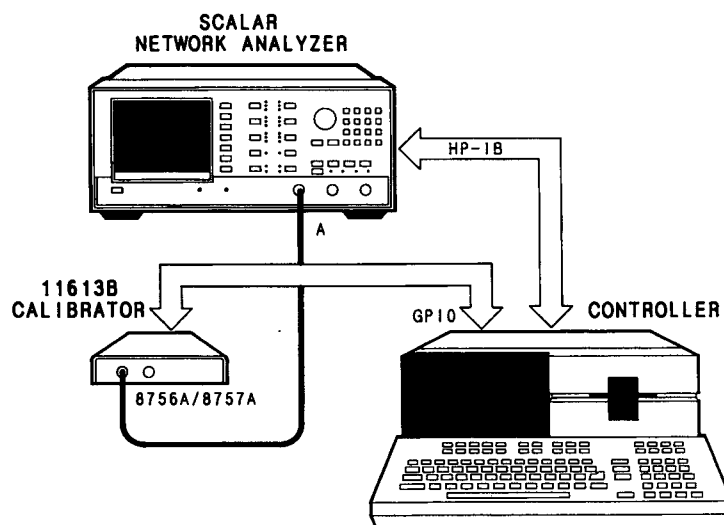 SCALAR
NETWORK ANALYZER
HP-IB
A
11613B
CALIBRATOR
GPIO
CONTROLLER
8756A/8757A